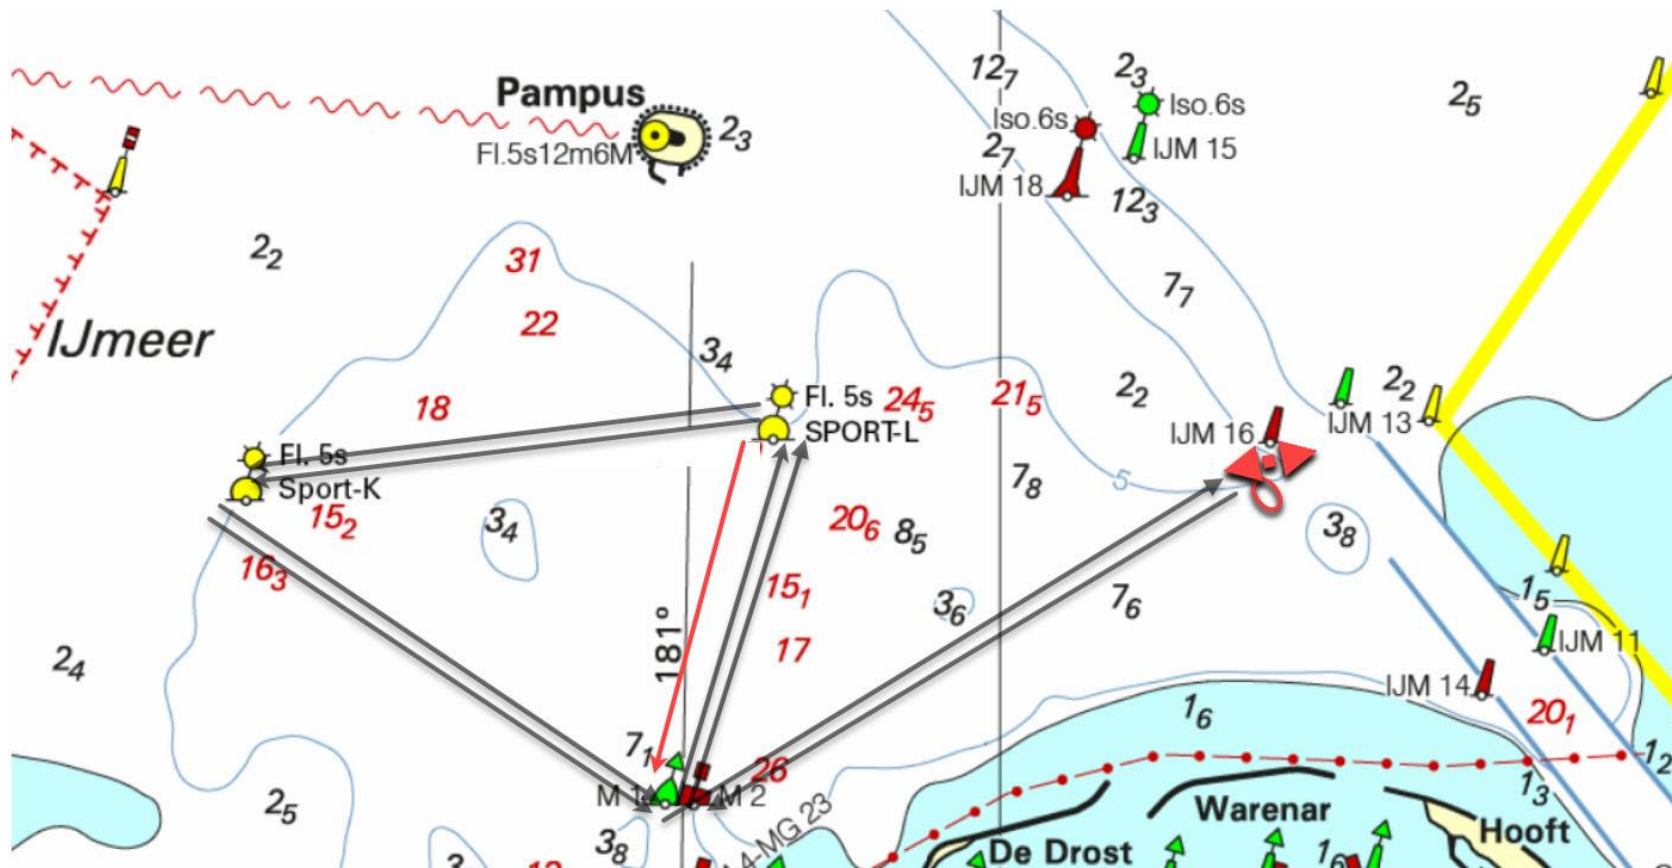 Pampus
Fl.5s12m6M
2₃
12₇
2₃
Iso.6s
Iso.6s
2₇
IJM 15
IJM 18
12₃
2₅
2₂
31
22
7₇
IJmeer
3₄
18
Fl. 5s
SPORT-L
24₅
21₅
2₂
2₂
IJM 13
IJM 16
Fl. 5s
Sport-K
15₂
3₄
7₈
5
20₆
8₅
3₈
16₃
15₁
3₆
7₆
1₅
181°
17
IJM 11
2₄
IJM 14
1₆
20₁
7₁
26
1₂
M 1
M 2
1₃
2₅
MG 23
Warenar
Hooft
3₈
De Drost
1₆